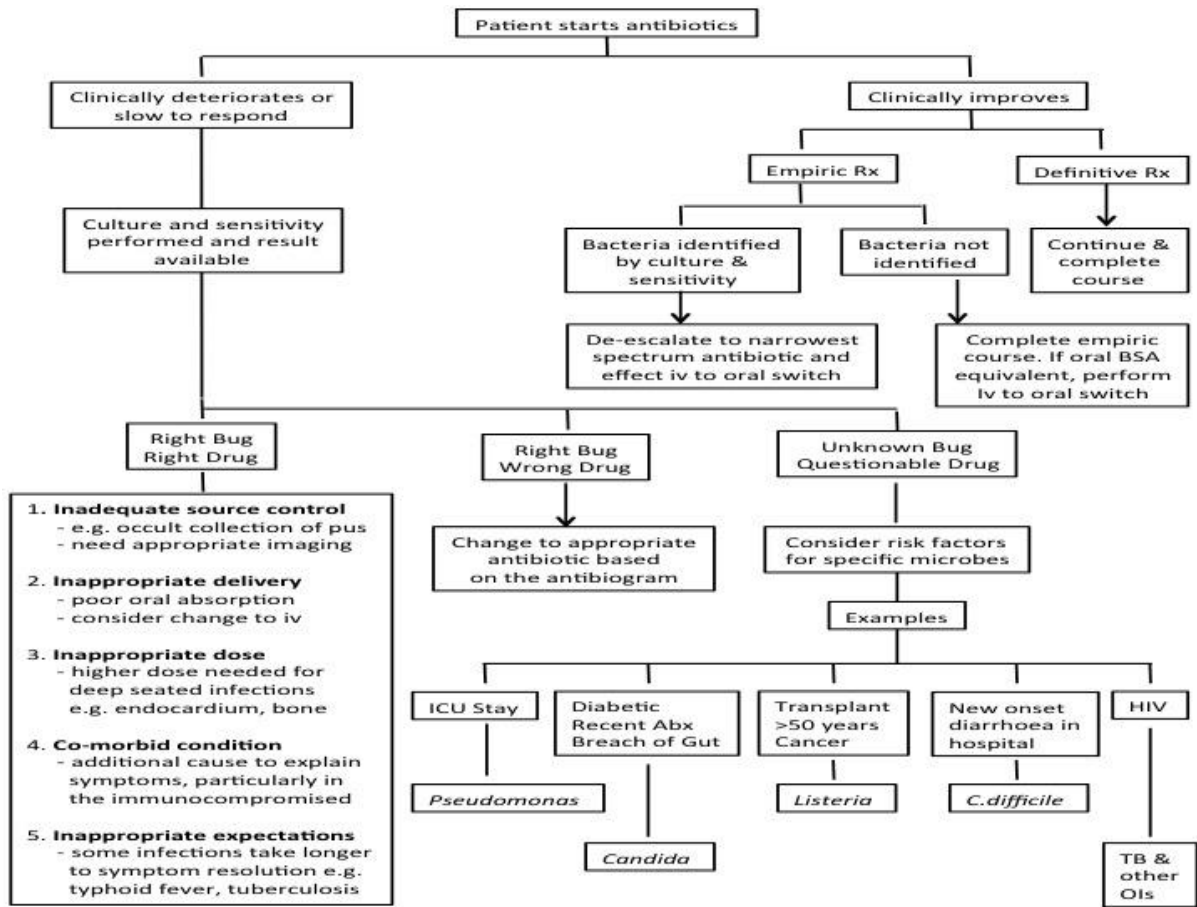 Patient starts antibiotics
Clinically deteriorates or
slow to respond
Clinically improves
Empiric Rx
Definitive Rx
Culture and sensitivity
performed and result
available
Bacteria identified
by culture &
sensitivity
Bacteria not
identified
Continue &
complete
course
De-escalate to narrowest
spectrum antibiotic and
effect iv to oral switch
Complete empiric
course. If oral BSA
equivalent, perform
Iv to oral switch
Right Bug
Right Drug
Right Bug
Wrong Drug
Unknown Bug
Questionable Drug
1. Inadequate source control
- e.g. occult collection of pus
- need appropriate imaging
2. Inappropriate delivery
- poor oral absorption
- consider change to iv
3. Inappropriate dose
- higher dose needed for
deep seated infections
e.g. endocardium, bone
4. Co-morbid condition
- additional cause to explain
symptoms, particularly in
the immunocompromised
5. Inappropriate expectations
- some infections take longer
to symptom resolution e.g.
typhoid fever, tuberculosis
Change to appropriate
antibiotic based
on the antibiogram
Consider risk factors
for specific microbes
Examples
ICU Stay
Diabetic
Recent Abx
Breach of Gut
Transplant
>50 years
Cancer
New onset
diarrhoea in
hospital
HIV
Pseudomonas
Candida
Listeria
C.difficile
TB &
other
OIs